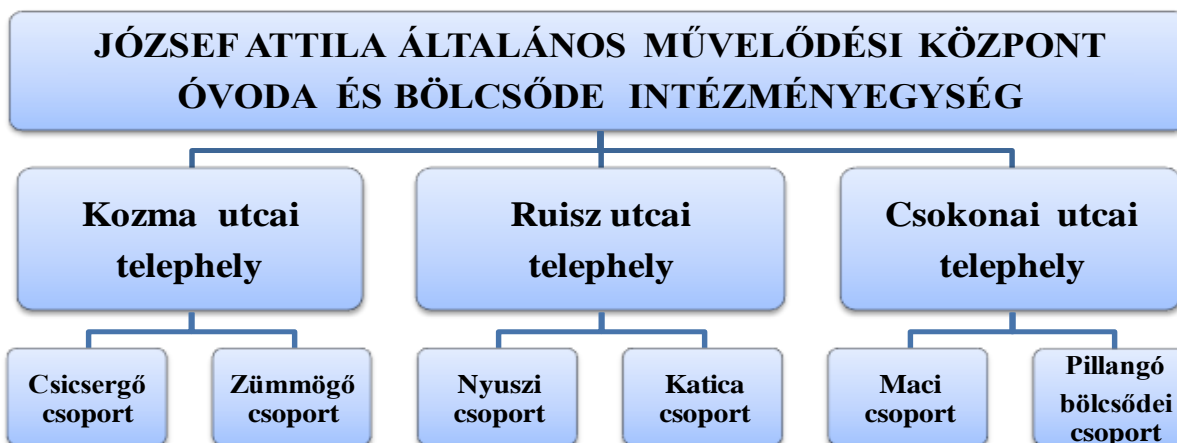 JÓZSEF ATTILA ÁLTALÁNOS MŰVELŐDÉSI KÖZPONT
ÓVODA ÉS BÖLCSŐDE INTÉZMÉNYEGYSÉG
Kozma utcai
telephely
Ruisz utcai
telephely
Csokonai utcai
telephely
Csicsergő
csoport
Zümmögő
csoport
Nyuszi
csoport
Katica
csoport
Maci
csoport
Pillangó
bölcsődei
csoport